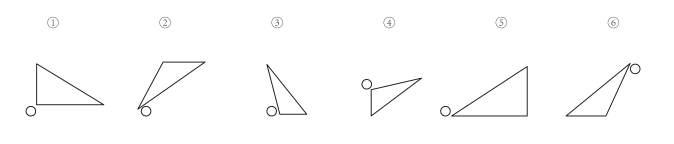 ① ② ③ ④ ⑤ ⑥